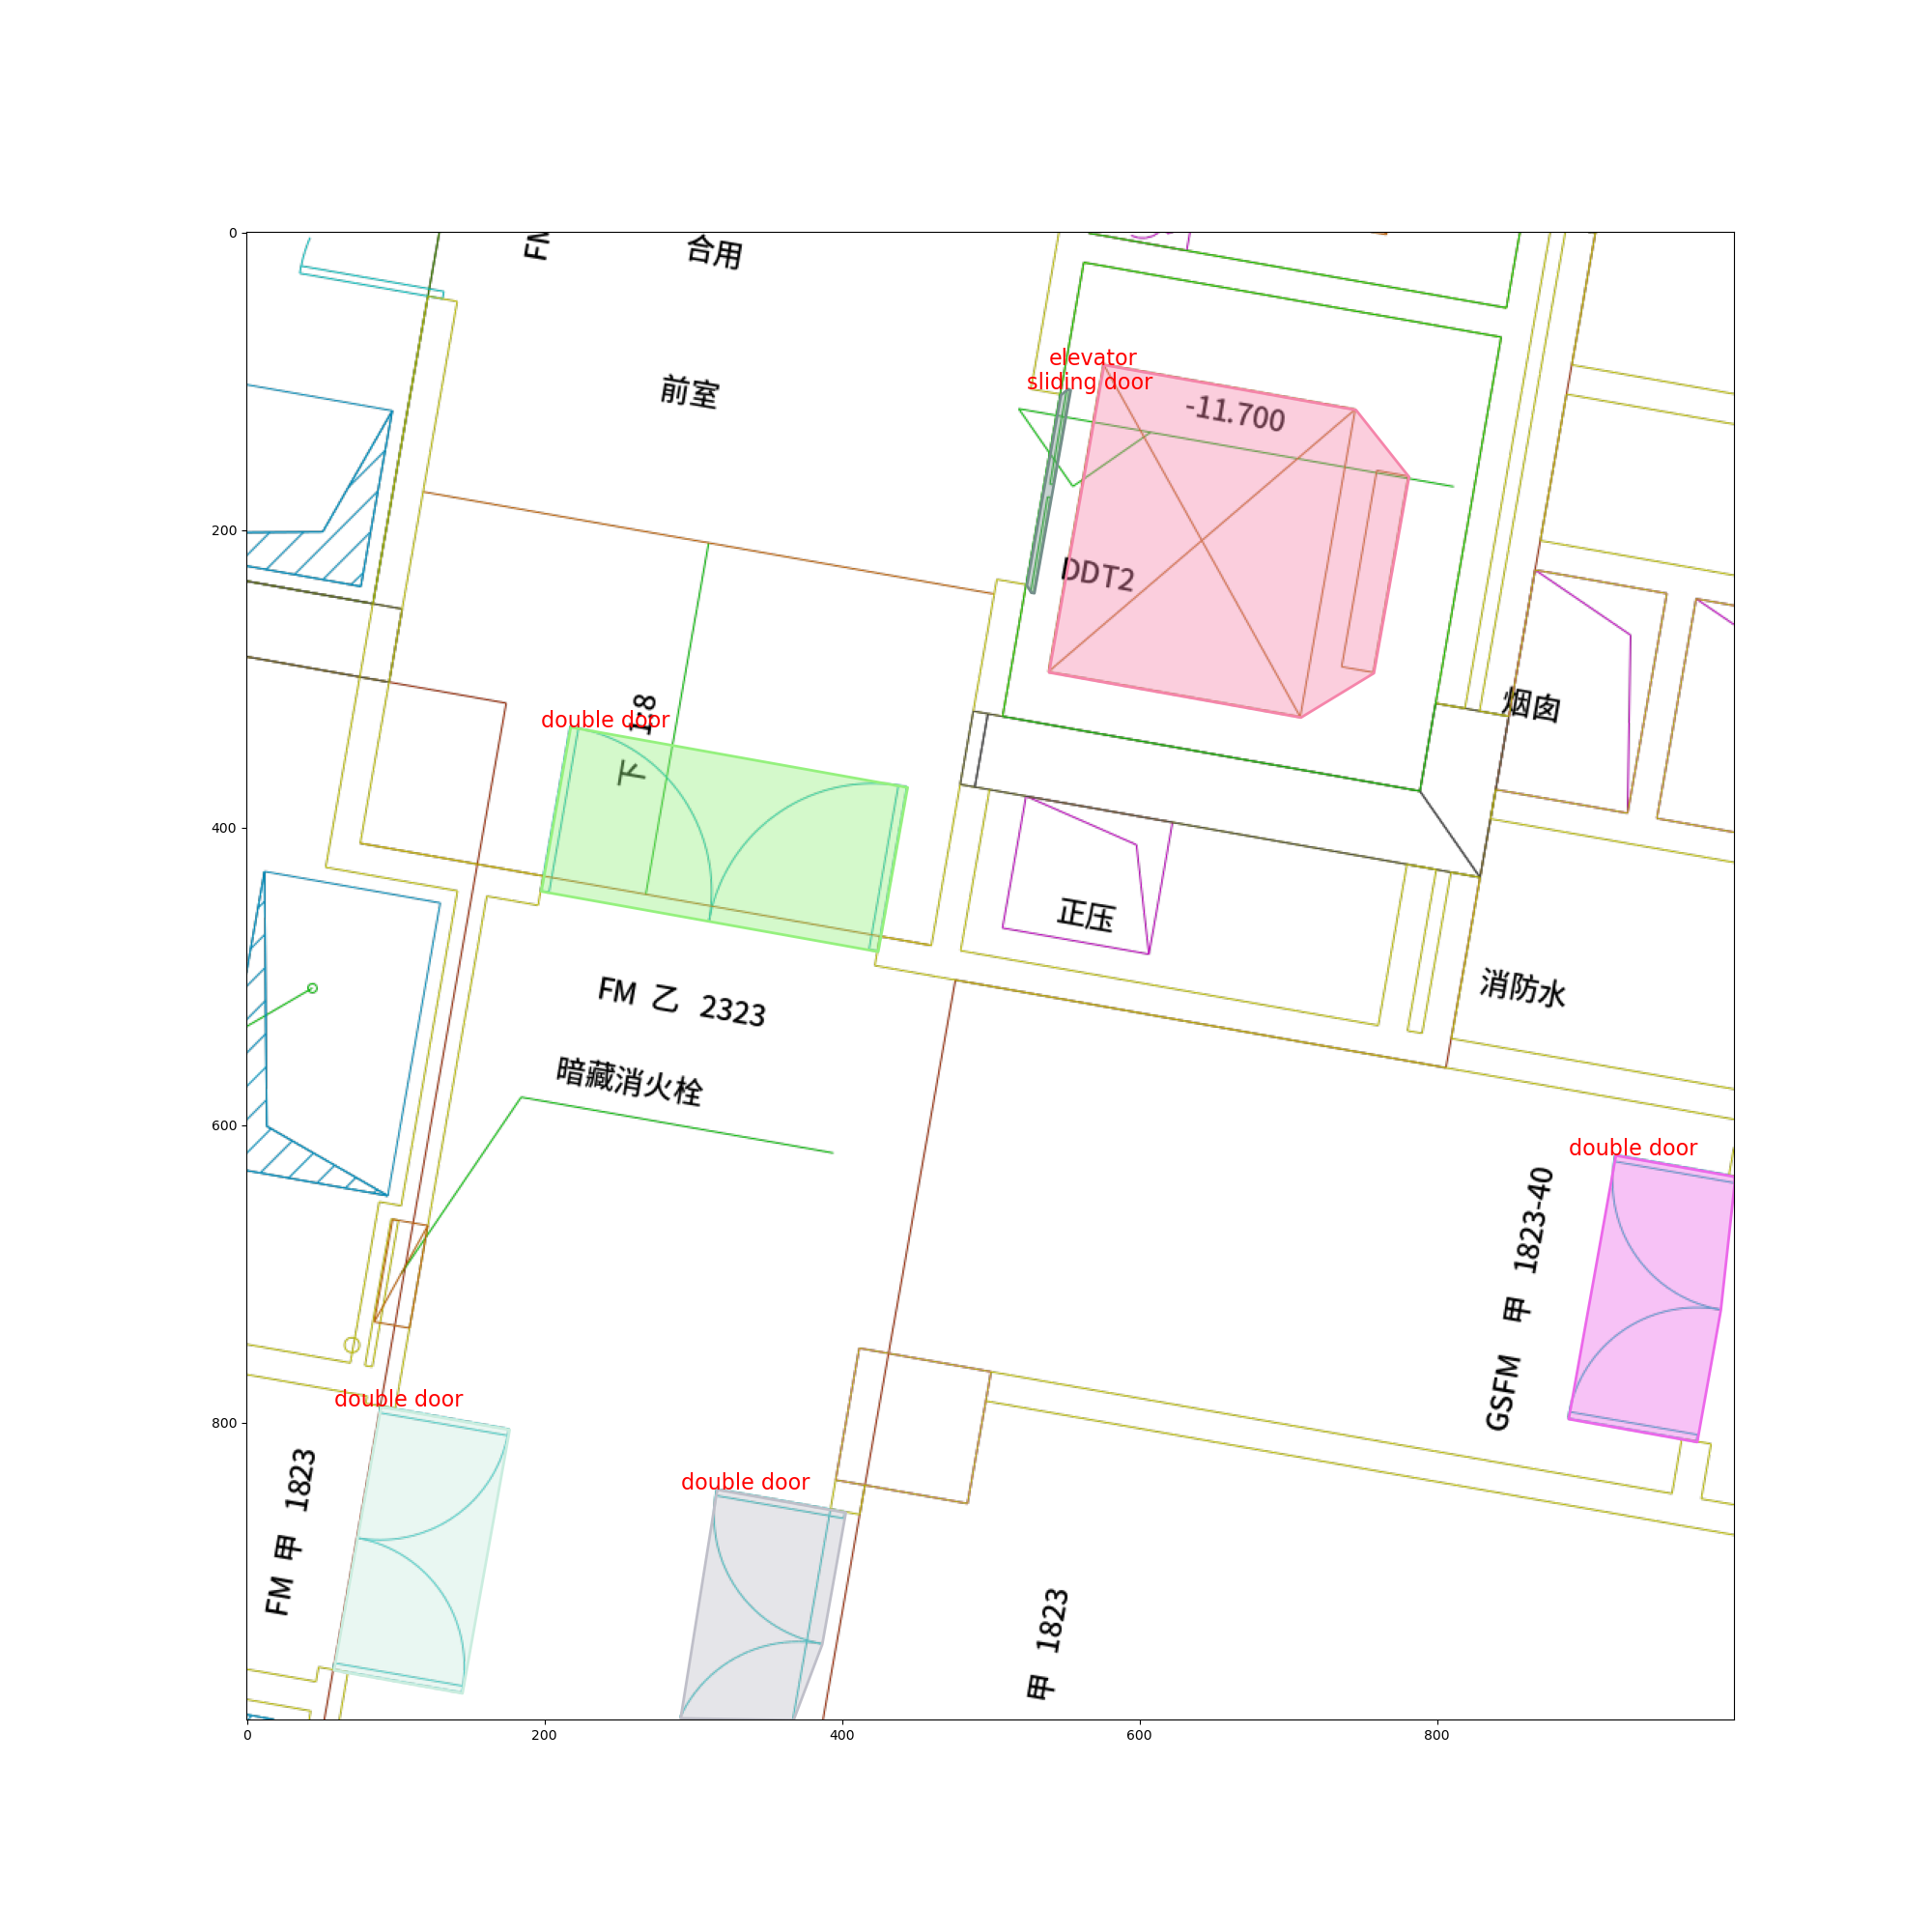 合用
前室
elevator
sliding door
-11.700
DDT2
烟囱
double door
下 1:8
正压
消防水
FM 乙 2323
暗藏消火栓
double door
GSFM 甲 1823-40
double door
FM 甲 1823
double door
甲 1823
0
200
400
600
800
0
200
400
600
800